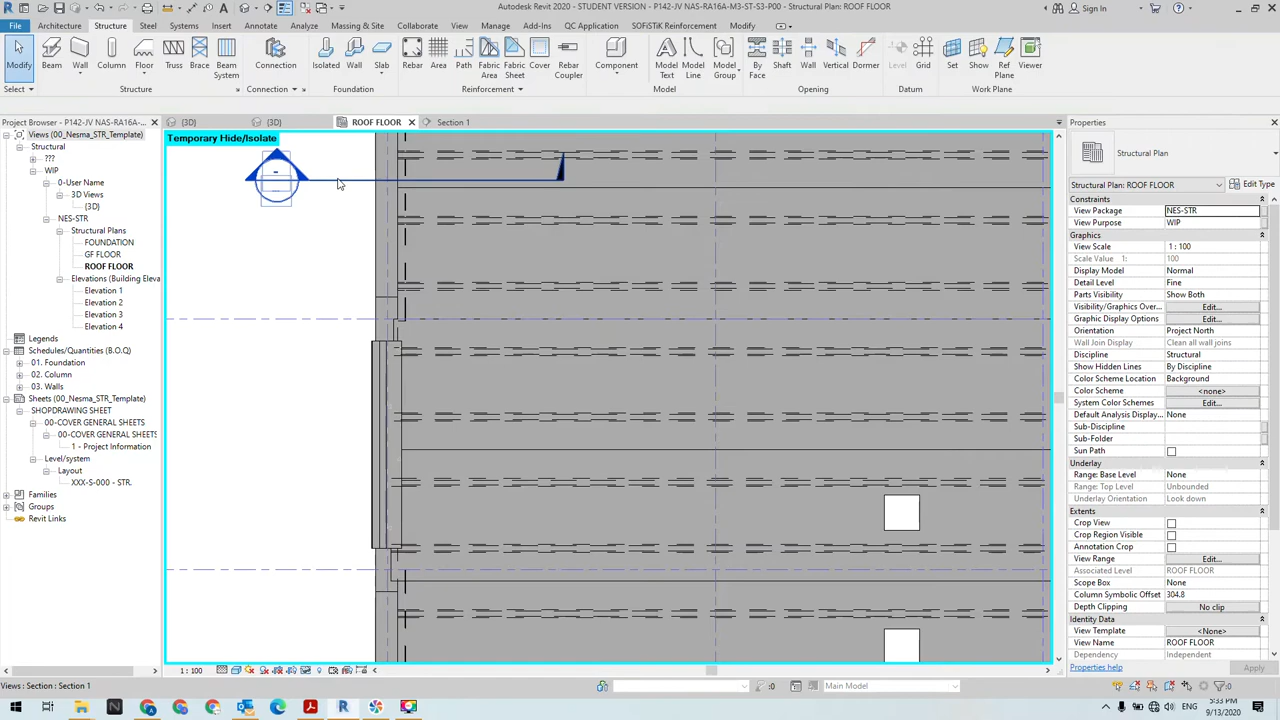 Autodesk Revit 2020 - STUDENT VERSION - P142-JV NAS-RA16A-M3-ST-S3-P00 - Structural Plan: ROOF FLOOR
Sign In
File Architecture Structure Steel Systems Insert Annotate Analyze Massing & Site Collaborate View Manage Add-Ins QC Application SOFiSTiK Reinforcement Modify
Modify Beam Wall Column Floor Truss Brace Beam System Connection Isolated Wall Slab Rebar Area Path Fabric Area Fabric Sheet Cover Rebar Coupler Component Model Text Model Line Model Group By Face Shaft Wall Vertical Dormer Level Grid Set Show Ref Plane Viewer
Select Structure Connection Foundation Reinforcement Model Opening Datum Work Plane
Project Browser - P142-JV NAS-RA16A-M3-ST-S3-P00
{3D} {3D} ROOF FLOOR Section 1
Properties
Temporary Hide/Isolate
Views (00_Nesma_STR_Template)
Structural
???
WIP
0-User Name
3D Views
{3D}
NES-STR
Structural Plans
FOUNDATION
GF FLOOR
ROOF FLOOR
Elevations (Building Eleva
Elevation 1
Elevation 2
Elevation 3
Elevation 4
Legends
Schedules/Quantities (B.O.Q)
01. Foundation
02. Column
03. Walls
Sheets (00_Nesma_STR_Template)
SHOPDRAWING SHEET
00-COVER GENERAL SHEETS
00-COVER GENERAL SHEETS
1 - Project Information
Level/system
Layout
XXX-S-000 - STR.
Families
Groups
Revit Links
Structural Plan
Structural Plan: ROOF FLOOR Edit Type
Constraints
View Package NES-STR
View Purpose WIP
Graphics
View Scale 1 : 100
Scale Value 1: 100
Display Model Normal
Detail Level Fine
Parts Visibility Show Both
Visibility/Graphics Over... Edit...
Graphic Display Options Edit...
Orientation Project North
Wall Join Display Clean all wall joins
Discipline Structural
Show Hidden Lines By Discipline
Color Scheme Location Background
Color Scheme <none>
System Color Schemes Edit...
Default Analysis Display... None
Sub-Discipline
Sub-Folder
Sun Path
Underlay
Range: Base Level None
Range: Top Level Unbounded
Underlay Orientation Look down
Extents
Crop View
Crop Region Visible
Annotation Crop
View Range Edit...
Associated Level ROOF FLOOR
Scope Box None
Column Symbolic Offset 304.8
Depth Clipping No clip
Identity Data
View Template <None>
View Name ROOF FLOOR
Dependency Independent
Properties help Apply
1 : 100
Views : Section : Section 1
:0 Main Model :0
ENG
5:33 PM
9/13/2020